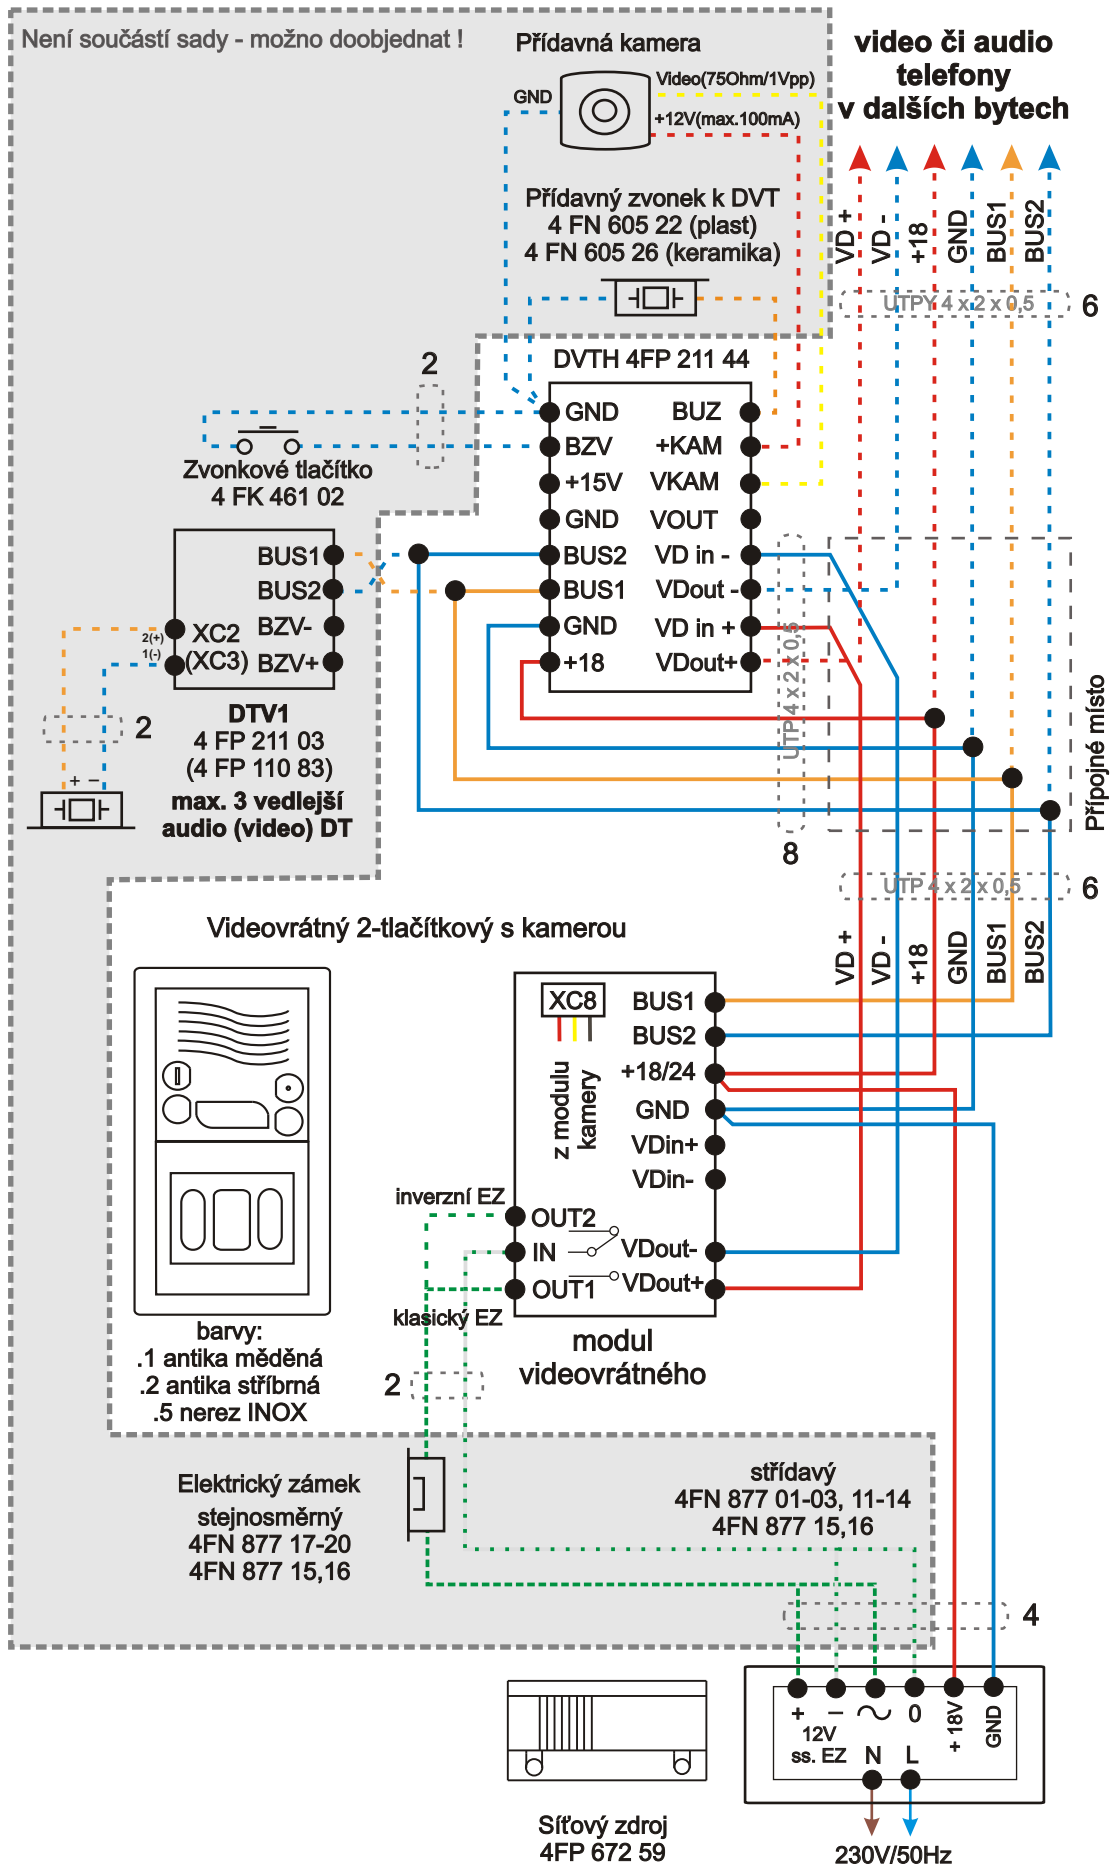 Není součástí sady - možno doobjednat !
Přídavná kamera
Video(75Ohm/1Vpp)
GND
+12V(max.100mA)
video či audio
telefony
v dalších bytech
Přídavný zvonek k DVT
4 FN 605 22 (plast)
4 FN 605 26 (keramika)
VD +
VD -
+18
GND
BUS1
BUS2
UTPY 4 x 2 x 0,5
6
DVTH 4FP 211 44
2
GND
BZV
+15V
GND
BUS2
BUS1
GND
+18
BUZ
+KAM
VKAM
VOUT
VD in -
VDout -
VD in +
VDout+
Zvonkové tlačítko
4 FK 461 02
BUS1
BUS2
BZV-
BZV+
2(+)
1(-)
XC2
(XC3)
UTP 4 x 2 x 0,5
8
Přípojné místo
2
+ –
DTV1
4 FP 211 03
(4 FP 110 83)
max. 3 vedlejší
audio (video) DT
UTP 4 x 2 x 0,5
6
VD +
VD -
+18
GND
BUS1
BUS2
Videovrátný 2-tlačítkový s kamerou
XC8
z modulu
kamery
BUS1
BUS2
+18/24
GND
VDin+
VDin-
VDout-
VDout+
inverzní EZ
OUT2
IN
OUT1
klasický EZ
modul
videovrátného
barvy:
.1 antika měděná
.2 antika stříbrná
.5 nerez INOX
2
Elektrický zámek
stejnosměrný
4FN 877 17-20
4FN 877 15,16
střídavý
4FN 877 01-03, 11-14
4FN 877 15,16
4
+ – 0
+ 18V
GND
12V
ss. EZ
N L
Síťový zdroj
4FP 672 59
230V/50Hz